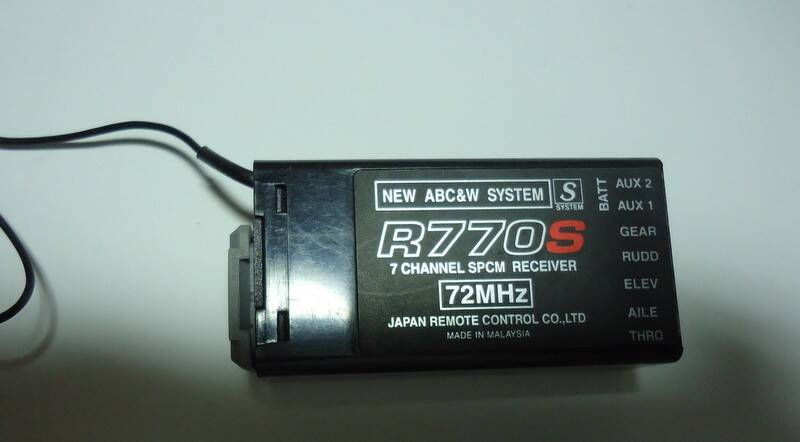 NEW ABC&W SYSTEM
S
SYSTEM
R770S
7 CHANNEL SPCM RECEIVER
72MHz
JAPAN REMOTE CONTROL CO.,LTD
MADE IN MALAYSIA
BATT
AUX 2
AUX 1
GEAR
RUDD
ELEV
AILE
THRO